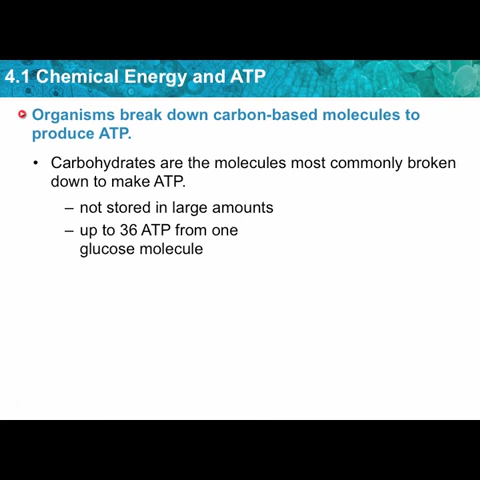 4.1 Chemical Energy and ATP
Organisms break down carbon-based molecules to
produce ATP.
• Carbohydrates are the molecules most commonly broken
down to make ATP.
– not stored in large amounts
– up to 36 ATP from one
glucose molecule